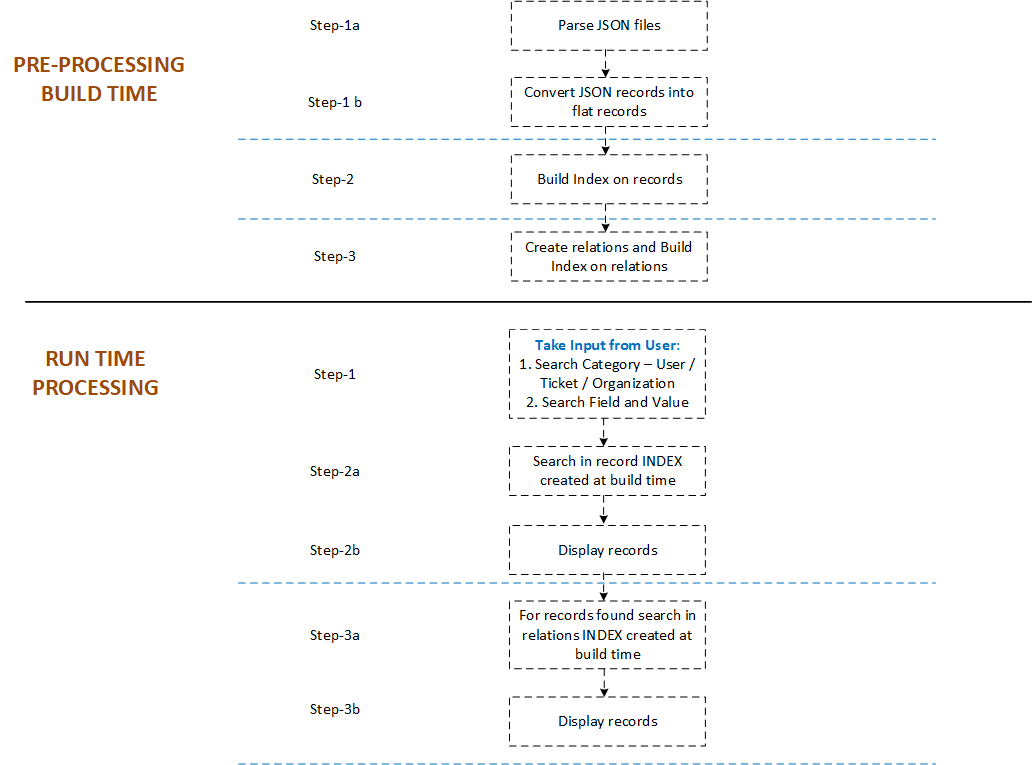 Step-1a
Parse JSON files
PRE-PROCESSING
BUILD TIME
Step-1 b
Convert JSON records into
flat records
Step-2
Build Index on records
Step-3
Create relations and Build
Index on relations
RUN TIME
PROCESSING
Step-1
Take Input from User:
1. Search Category – User /
Ticket / Organization
2. Search Field and Value
Step-2a
Search in record INDEX
created at build time
Step-2b
Display records
Step-3a
For records found search in
relations INDEX created at
build time
Step-3b
Display records